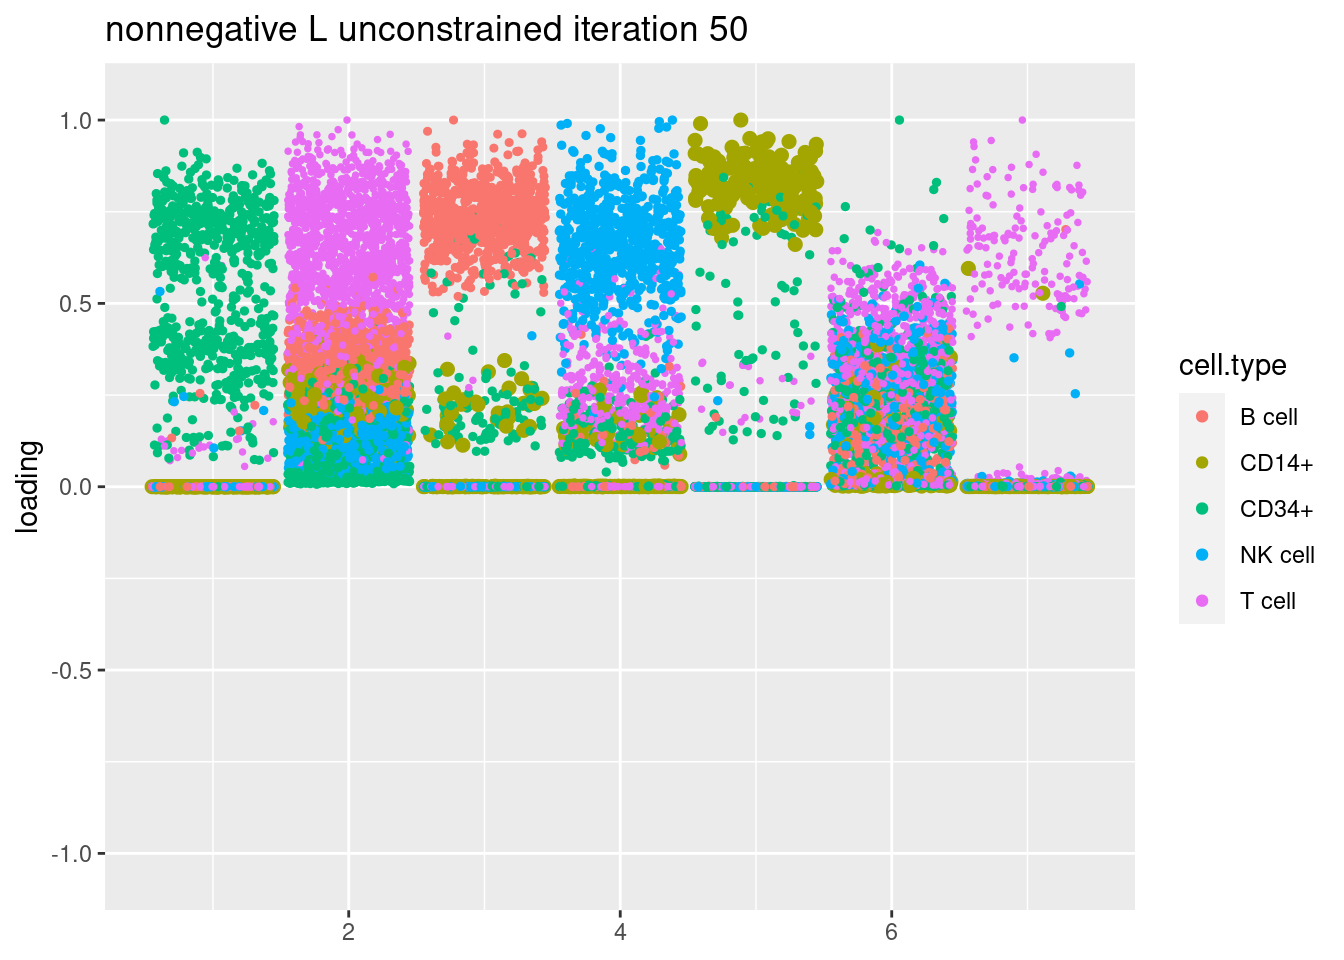 nonnegative L unconstrained iteration 50
1.0
0.5
0.0
-0.5
-1.0
loading
2
4
6
cell.type
B cell
CD14+
CD34+
NK cell
T cell